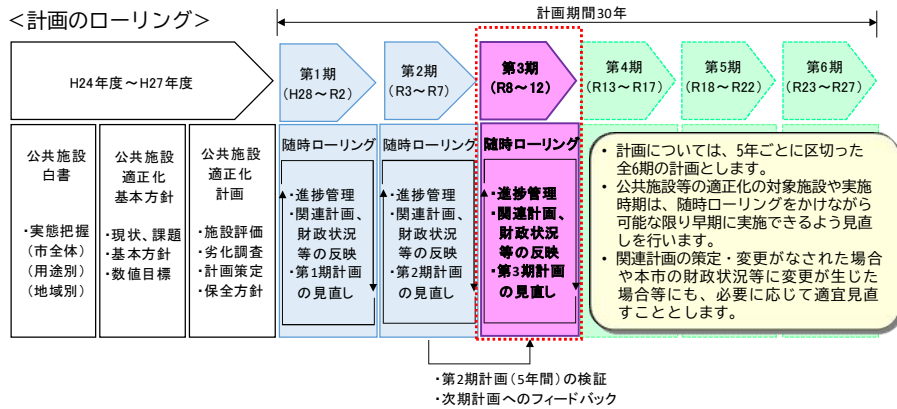 <計画のローリング>
計画期間30年
H24年度～H27年度
第1期
(H28～R2)
第2期
(R3～R7)
第3期
(R8～12)
第4期
(R13～R17)
第5期
(R18～R22)
第6期
(R23～R27)
公共施設
白書
・実態把握
(市全体)
(用途別)
(地域別)
公共施設
適正化
基本方針
・現状、課題
・基本方針
・数値目標
公共施設
適正化
計画
・施設評価
・劣化調査
・計画策定
・保全方針
随時ローリング
・進捗管理
・関連計画、
財政状況
等の反映
・第1期計画
の見直し
随時ローリング
・進捗管理
・関連計画、
財政状況
等の反映
・第2期計画
の見直し
随時ローリング
・進捗管理
・関連計画、
財政状況
等の反映
・第3期計画
の見直し
• 計画については、5年ごとに区切った
全6期の計画とします。
• 公共施設等の適正化の対象施設や実施
時期は、随時ローリングをかけながら
可能な限り早期に実施できるよう見直
しを行います。
• 関連計画の策定・変更がなされた場合
や本市の財政状況等に変更が生じた
場合等にも、必要に応じて適宜見直
すこととします。
・第2期計画(5年間)の検証
・次期計画へのフィードバック